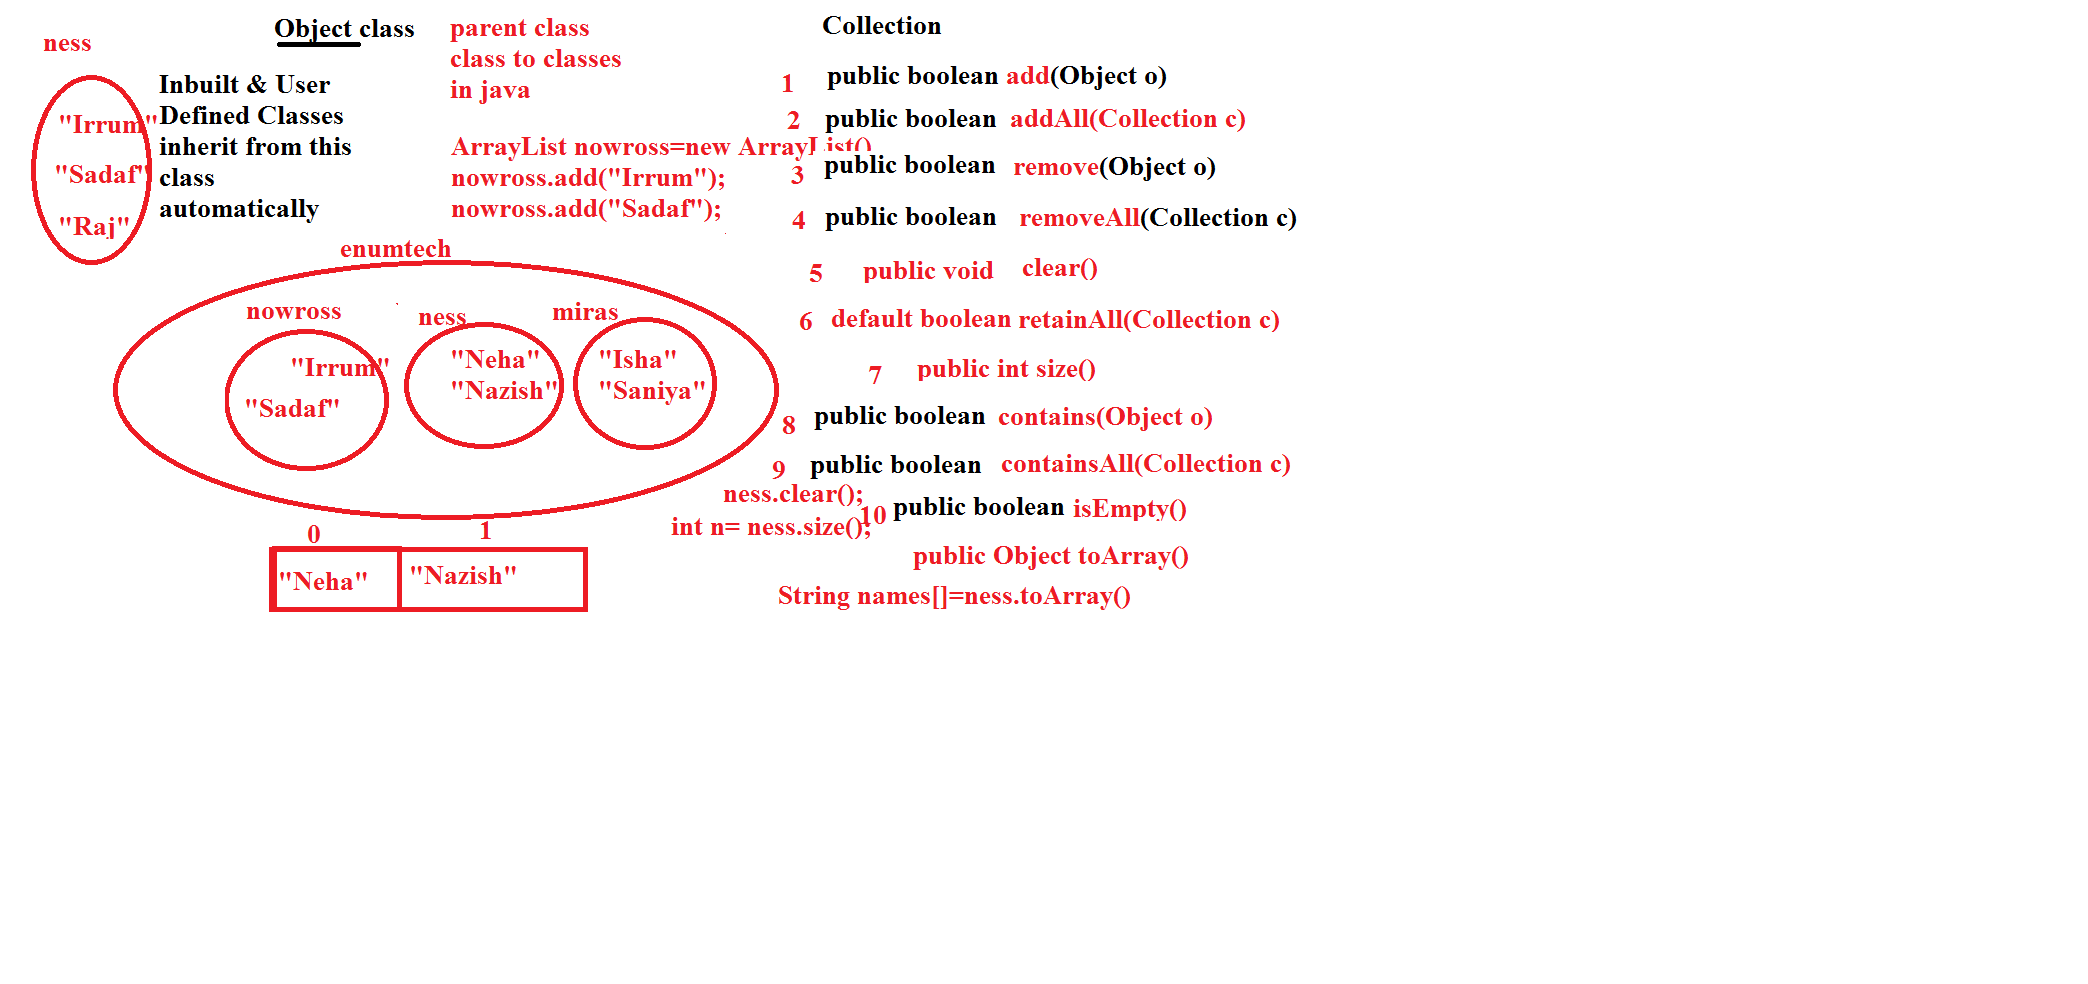 ness
"Irrum"
"Sadaf"
"Raj"
Object class
Inbuilt & User
Defined Classes
inherit from this
class
automatically
parent class
class to classes
in java
ArrayList nowross=new ArrayList()
nowross.add("Irrum");
nowross.add("Sadaf");
enumtech
nowross
"Irrum"
"Sadaf"
ness
"Neha"
"Nazish"
miras
"Isha"
"Saniya"
0 1
"Neha" "Nazish"
Collection
1 public boolean add(Object o)
2 public boolean addAll(Collection c)
3 public boolean remove(Object o)
4 public boolean removeAll(Collection c)
5 public void clear()
6 default boolean retainAll(Collection c)
7 public int size()
8 public boolean contains(Object o)
9 public boolean containsAll(Collection c)
ness.clear();
10 public boolean isEmpty()
int n= ness.size();
public Object toArray()
String names[]=ness.toArray()